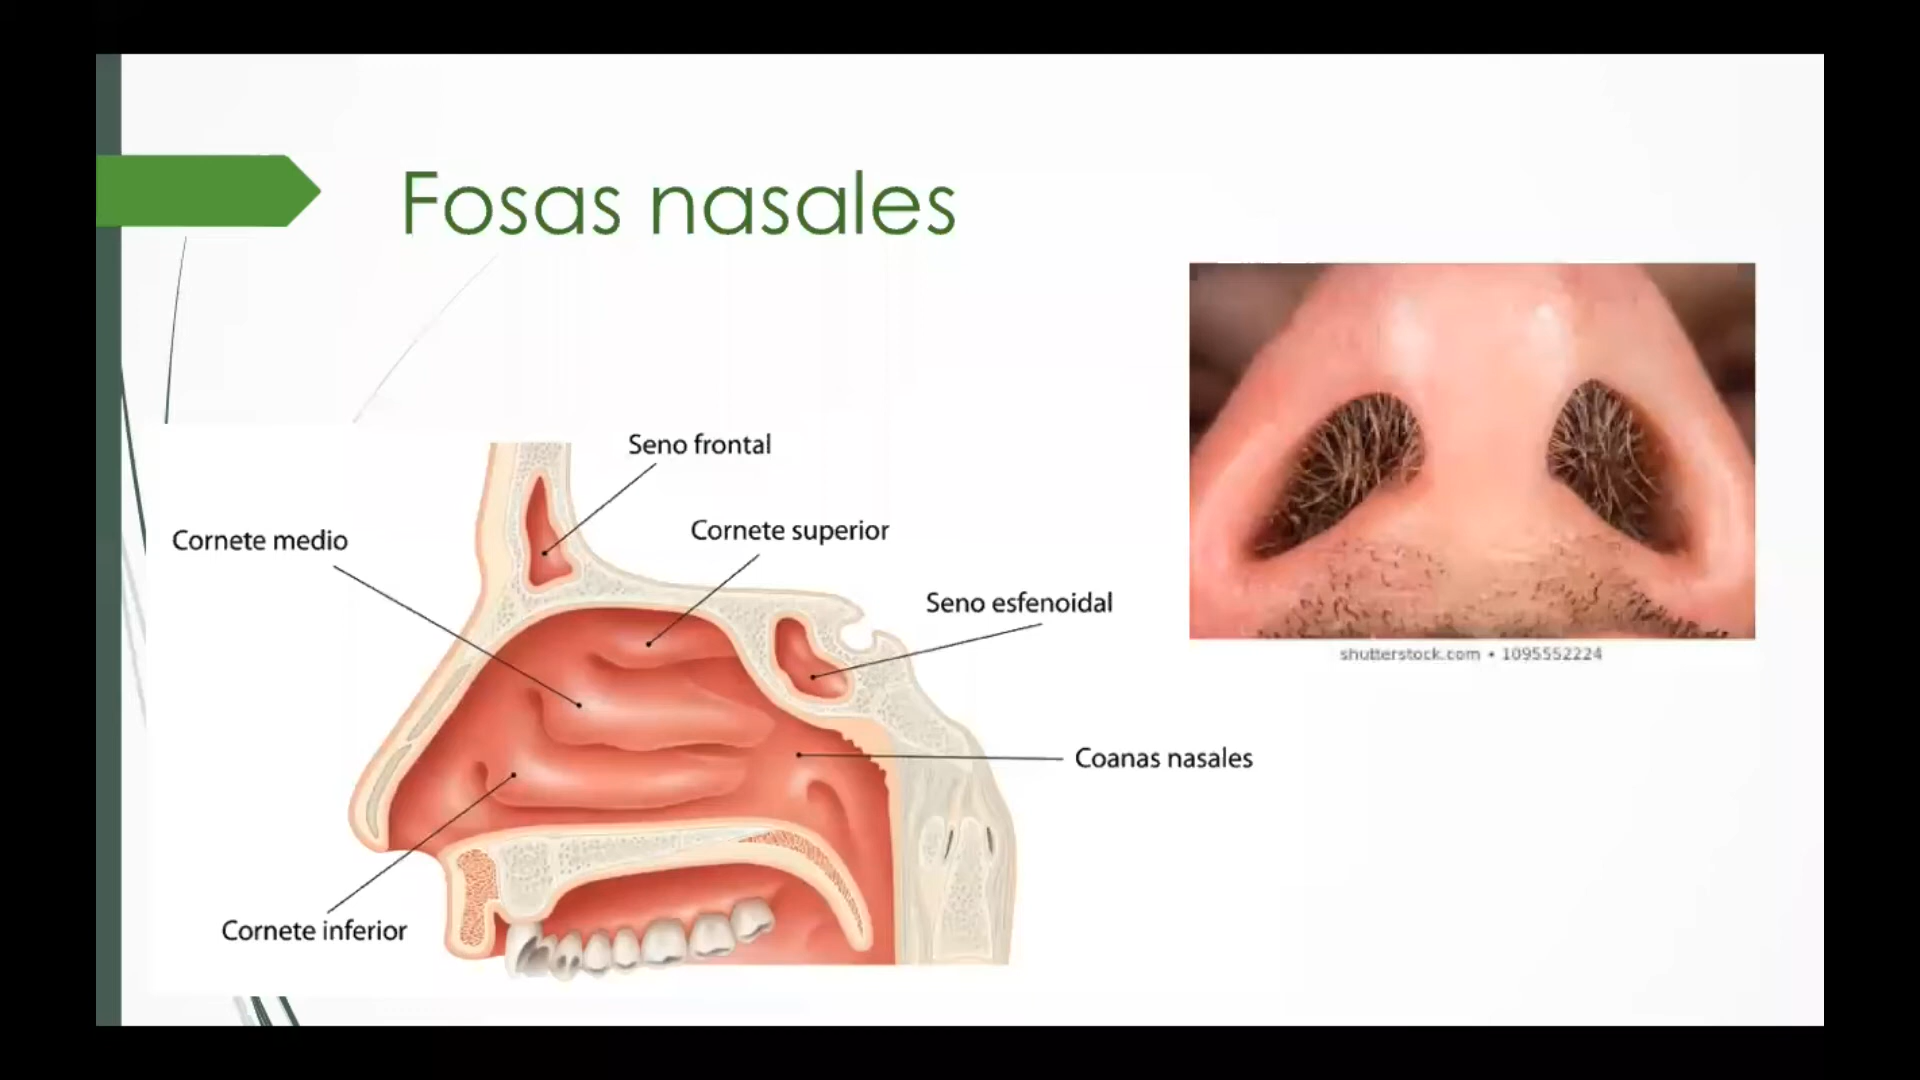 Fosas nasales
Seno frontal
Cornete superior
Cornete medio
Seno esfenoidal
shutterstock.com • 1095552224
Coanas nasales
Cornete inferior